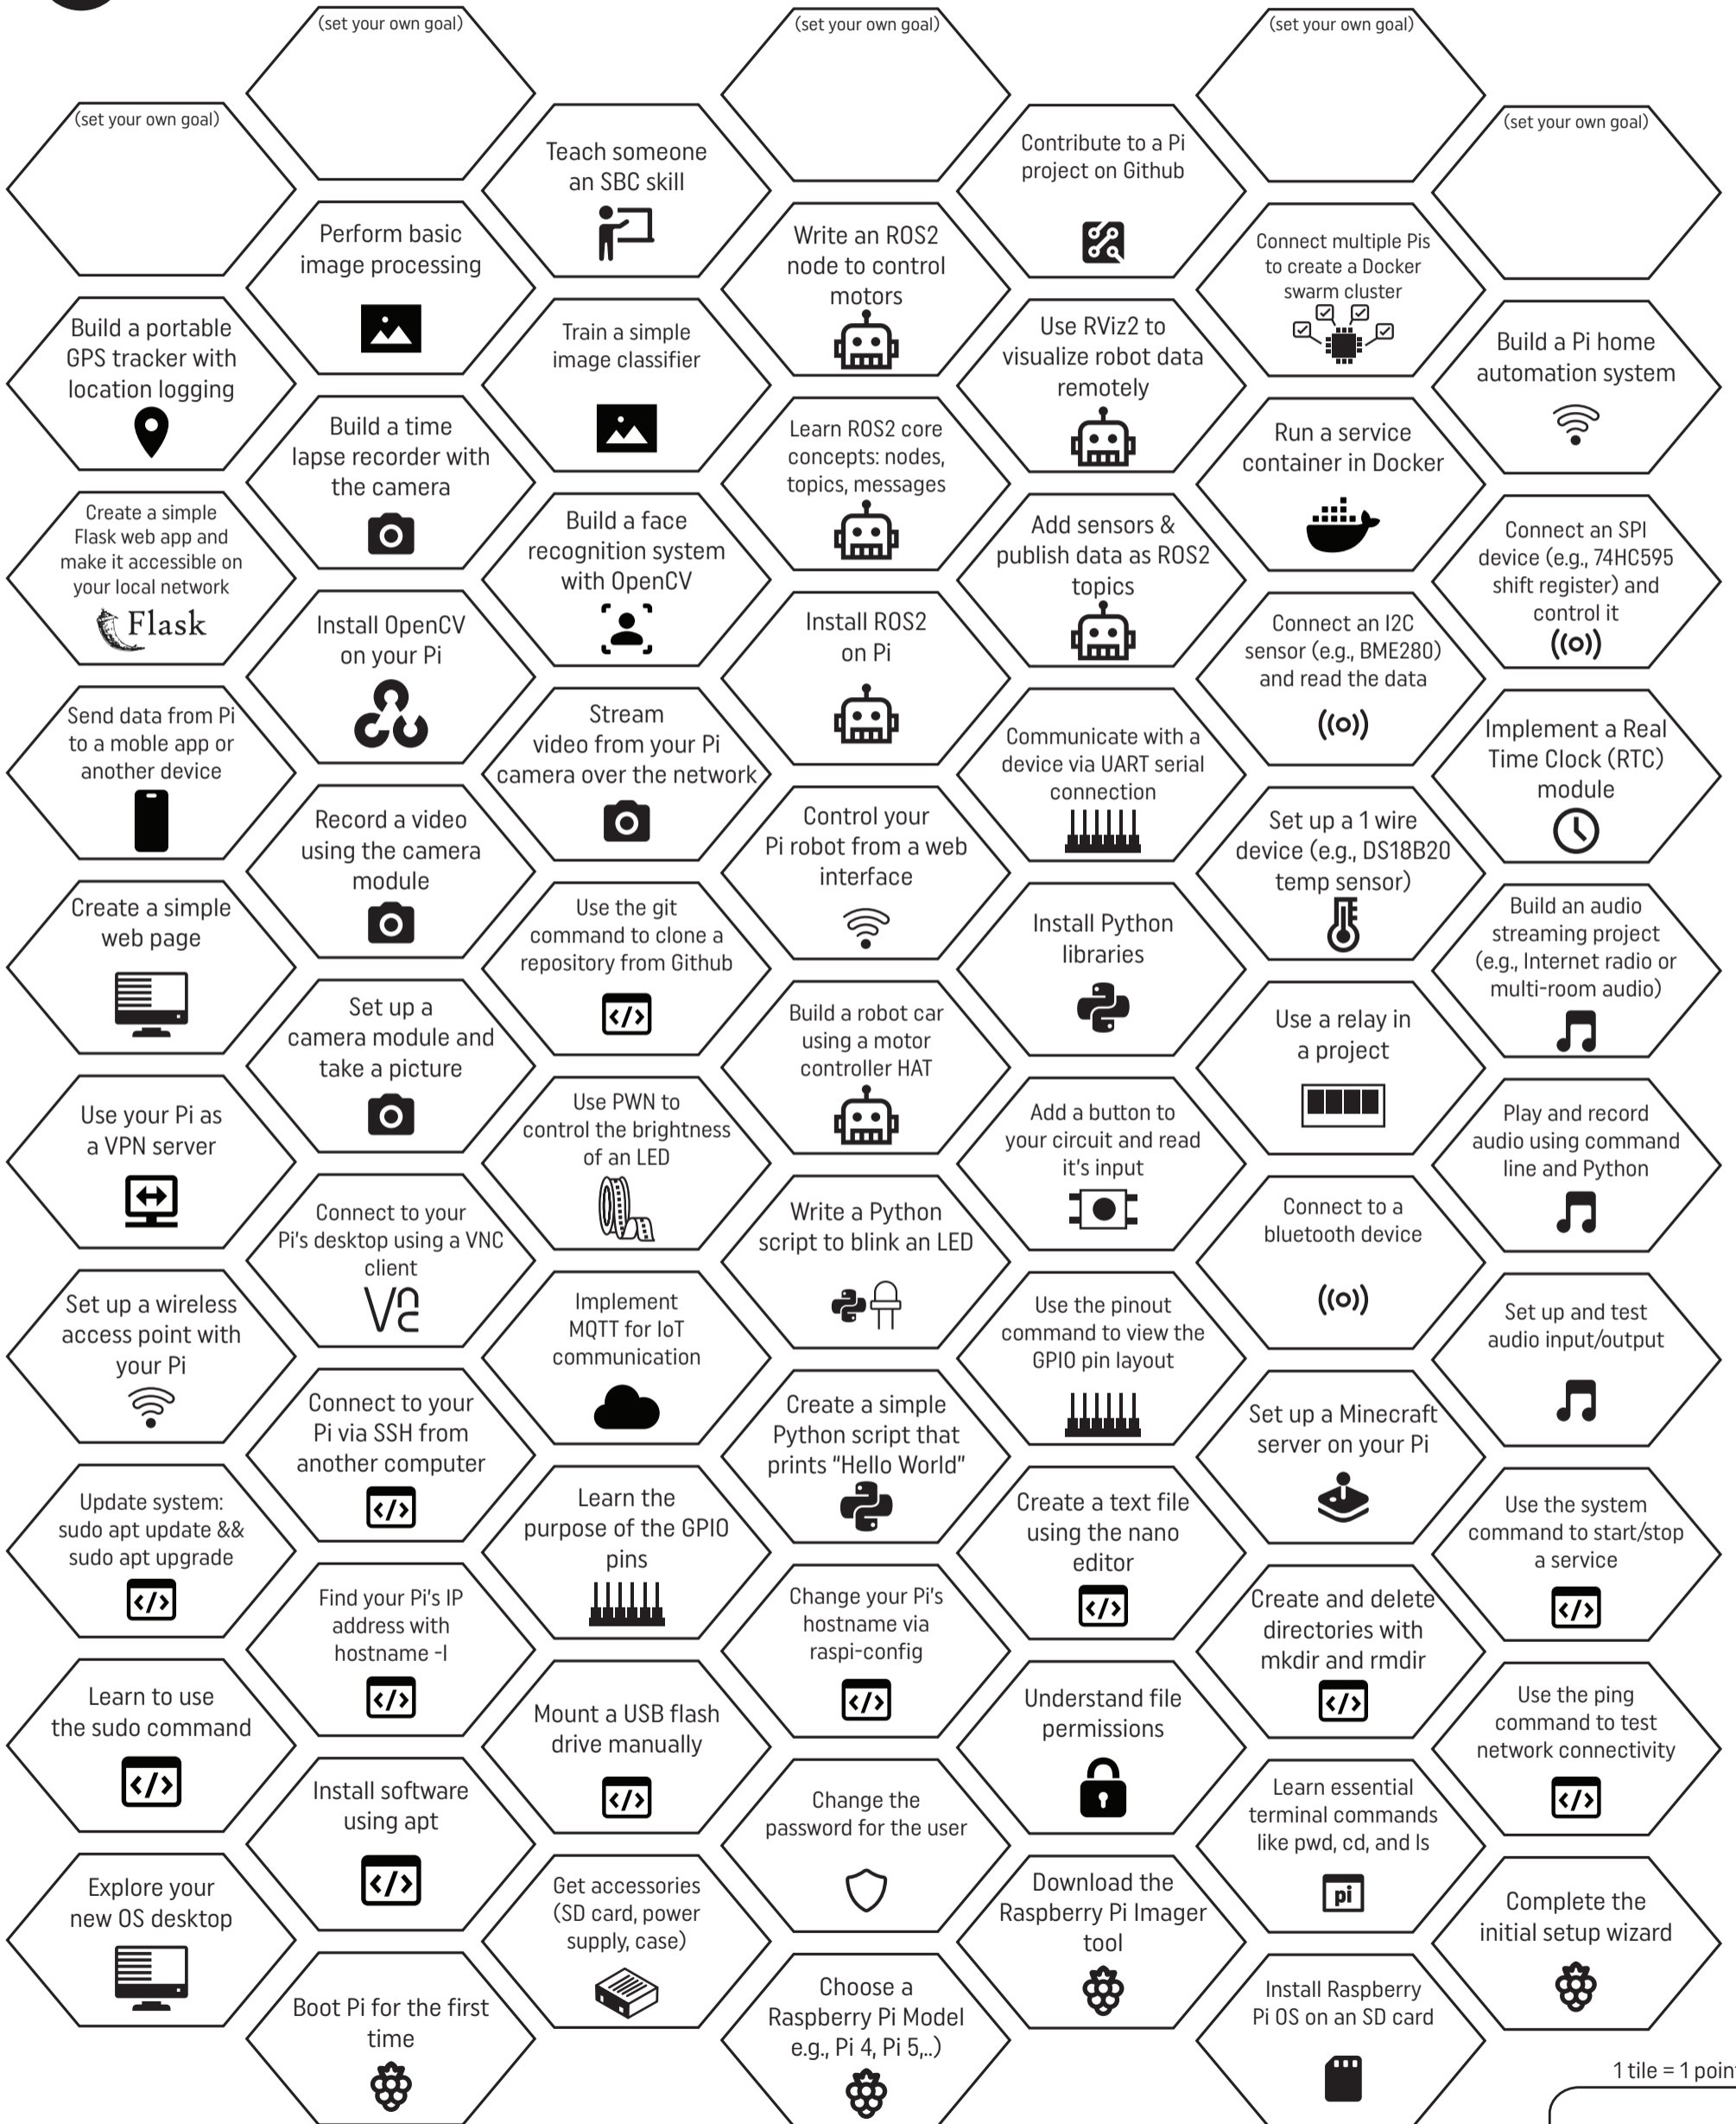 (set your own goal)
(set your own goal)
(set your own goal)
(set your own goal)
(set your own goal)
Teach someone
an SBC skill
Contribute to a Pi
project on Github
Perform basic
image processing
Write an ROS2
node to control
motors
Connect multiple Pis
to create a Docker
swarm cluster
Build a portable
GPS tracker with
location logging
Train a simple
image classifier
Use RViz2 to
visualize robot data
remotely
Build a Pi home
automation system
Build a time
lapse recorder with
the camera
Learn ROS2 core
concepts: nodes,
topics, messages
Run a service
container in Docker
Create a simple
Flask web app and
make it accessible on
your local network
Flask
Build a face
recognition system
with OpenCV
Add sensors &
publish data as ROS2
topics
Connect an SPI
device (e.g., 74HC595
shift register) and
control it
Install OpenCV
on your Pi
Install ROS2
on Pi
Connect an I2C
sensor (e.g., BME280)
and read the data
Send data from Pi
to a moble app or
another device
Stream
video from your Pi
camera over the network
Communicate with a
device via UART serial
connection
Implement a Real
Time Clock (RTC)
module
Record a video
using the camera
module
Control your
Pi robot from a web
interface
Set up a 1 wire
device (e.g., DS18B20
temp sensor)
Create a simple
web page
Use the git
command to clone a
repository from Github
</>
Install Python
libraries
Build an audio
streaming project
(e.g., Internet radio or
multi-room audio)
Set up a
camera module and
take a picture
Build a robot car
using a motor
controller HAT
Use a relay in
a project
Use your Pi as
a VPN server
Use PWN to
control the brightness
of an LED
Add a button to
your circuit and read
it's input
Play and record
audio using command
line and Python
Connect to your
Pi's desktop using a VNC
client
Vnc
Write a Python
script to blink an LED
Connect to a
bluetooth device
Set up a wireless
access point with
your Pi
Implement
MQTT for IoT
communication
Use the pinout
command to view the
GPIO pin layout
Set up and test
audio input/output
Connect to your
Pi via SSH from
another computer
</>
Create a simple
Python script that
prints "Hello World"
Set up a Minecraft
server on your Pi
Update system:
sudo apt update &&
sudo apt upgrade
</>
Learn the
purpose of the GPIO
pins
Create a text file
using the nano
editor
</>
Use the system
command to start/stop
a service
</>
Find your Pi's IP
address with
hostname -I
</>
Change your Pi's
hostname via
raspi-config
</>
Create and delete
directories with
mkdir and rmdir
</>
Learn to use
the sudo command
</>
Mount a USB flash
drive manually
</>
Understand file
permissions
Use the ping
command to test
network connectivity
</>
Install software
using apt
</>
Change the
password for the user
Learn essential
terminal commands
like pwd, cd, and ls
pi
Explore your
new OS desktop
Get accessories
(SD card, power
supply, case)
Download the
Raspberry Pi Imager
tool
Complete the
initial setup wizard
Boot Pi for the first
time
Choose a
Raspberry Pi Model
e.g., Pi 4, Pi 5,..)
Install Raspberry
Pi OS on an SD card
1 tile = 1 point